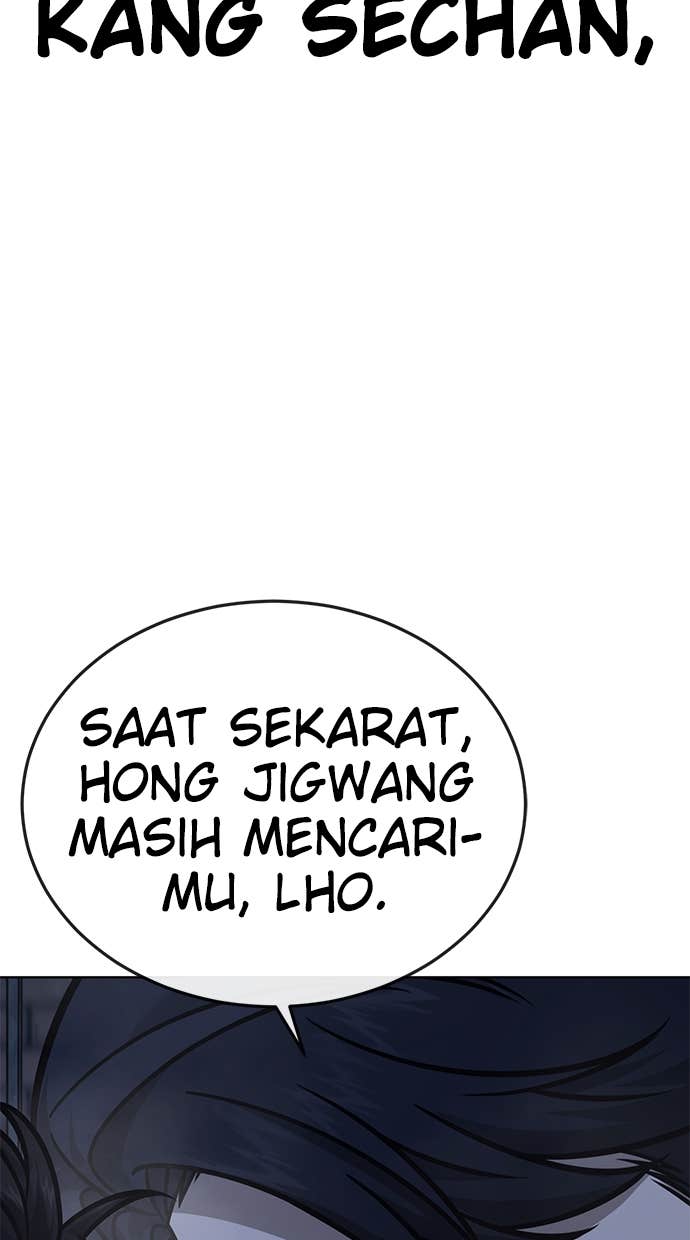 KANG SECHAN,
SAAT SEKARAT,
HONG JIGWANG
MASIH MENCARI-
MU, LHO.